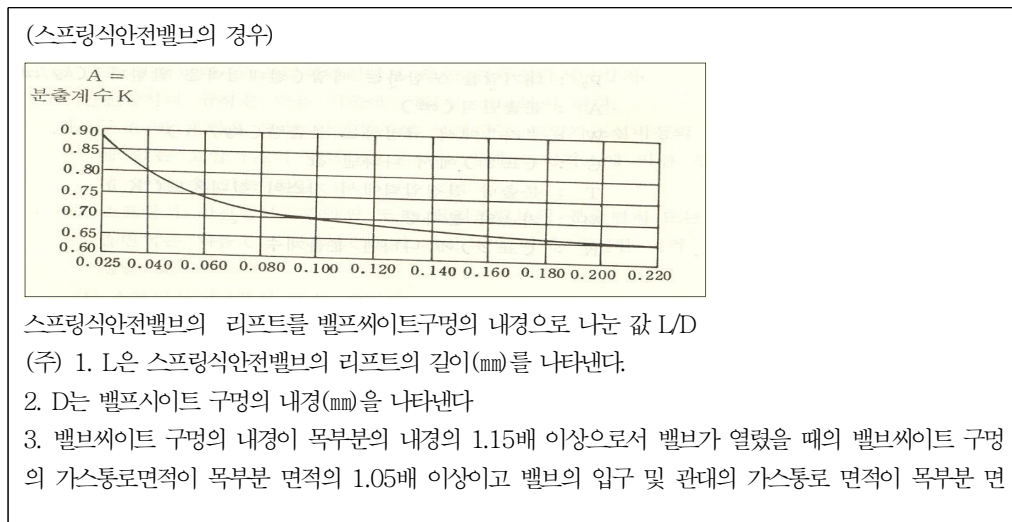 (스프링식안전밸브의 경우)
A =
분출계수 K
0.90
0.85
0.80
0.75
0.70
0.65
0.60
0.025 0.040 0.060 0.080 0.100 0.120 0.140 0.160 0.180 0.200 0.220
스프링식안전밸브의 리프트를 밸프씨이트구멍의 내경으로 나눈 값 L/D
(주) 1. L은 스프링식안전밸브의 리프트의 길이(㎜)를 나타낸다.
2. D는 밸프시이트 구멍의 내경(㎜)을 나타낸다
3. 밸브씨이트 구멍의 내경이 목부분의 내경의 1.15배 이상으로서 밸브가 열렸을 때의 밸브씨이트 구멍
의 가스통로면적이 목부분 면적의 1.05배 이상이고 밸브의 입구 및 관대의 가스통로 면적이 목부분 면